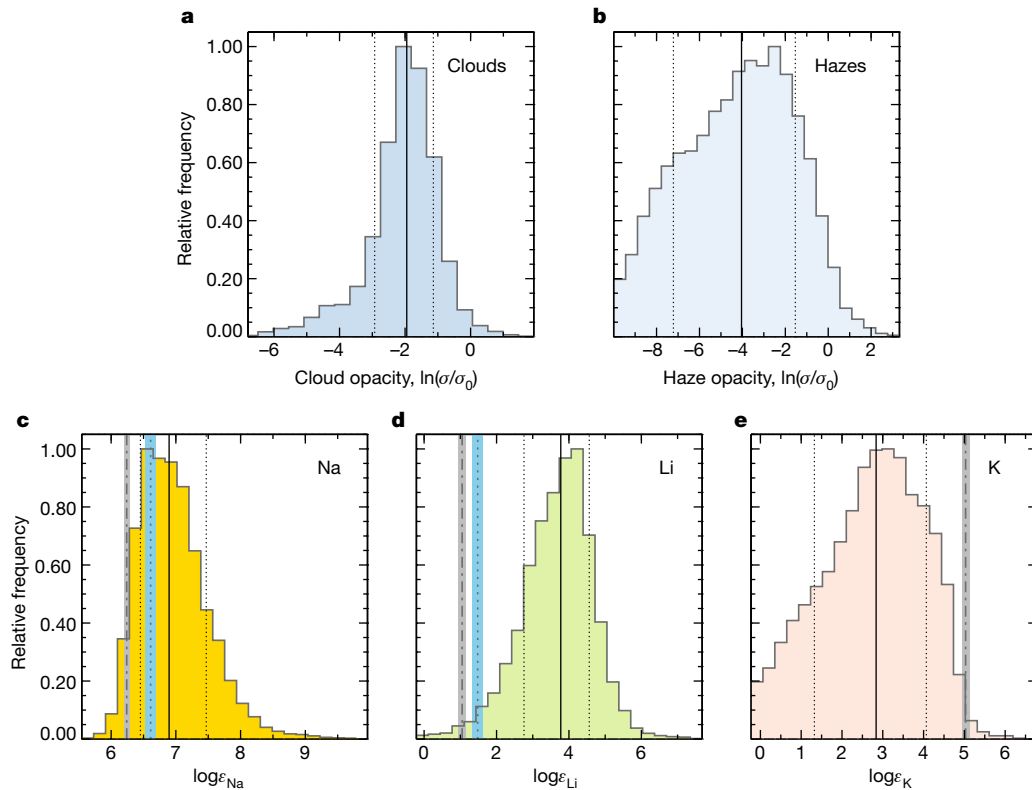 a
b
Clouds
Hazes
Relative frequency
1.00
0.80
0.60
0.40
0.20
0.00
−6 −4 −2 0
−8 −6 −4 −2 0 2
Cloud opacity, ln(σ/σ0)
Haze opacity, ln(σ/σ0)
c
d
e
Na
Li
K
Relative frequency
1.00
0.80
0.60
0.40
0.20
0.00
6 7 8 9
0 2 4 6
0 1 2 3 4 5 6
logεNa
logεLi
logεK